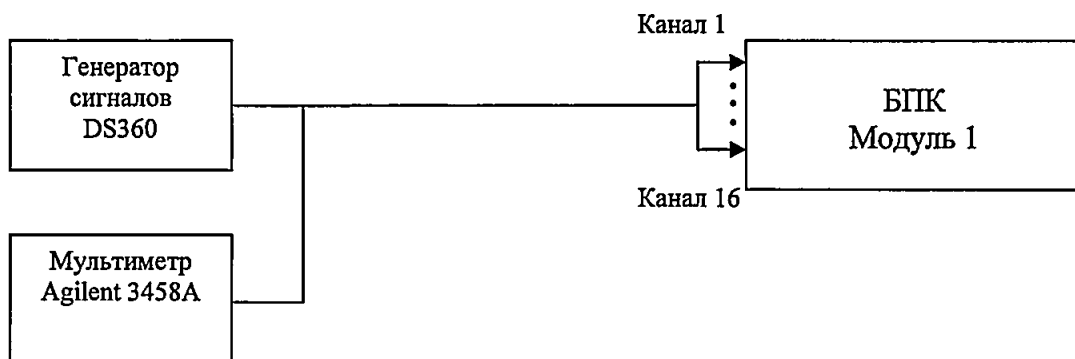 Канал 1
Генератор
сигналов
DS360
БПК
Модуль 1
Канал 16
Мультиметр
Agilent 3458A